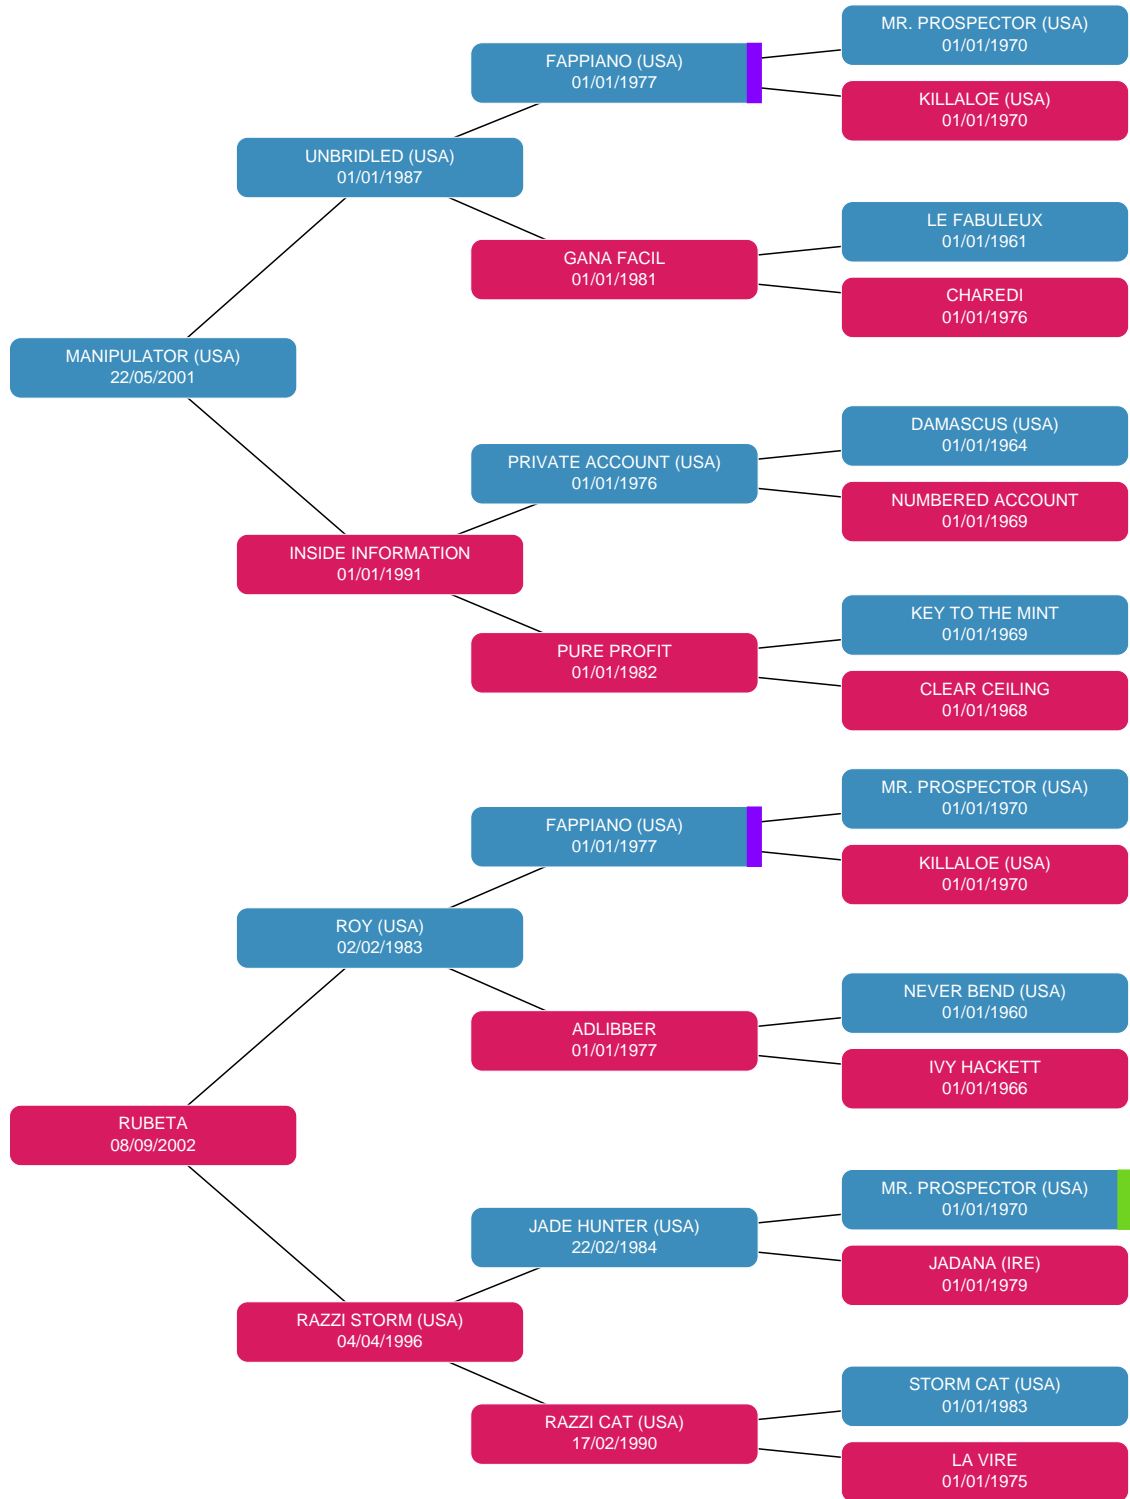 MR. PROSPECTOR (USA)
01/01/1970
FAPPIANO (USA)
01/01/1977
KILLALOE (USA)
01/01/1970
UNBRIDLED (USA)
01/01/1987
LE FABULEUX
01/01/1961
GANA FACIL
01/01/1981
CHAREDI
01/01/1976
MANIPULATOR (USA)
22/05/2001
DAMASCUS (USA)
01/01/1964
PRIVATE ACCOUNT (USA)
01/01/1976
NUMBERED ACCOUNT
01/01/1969
INSIDE INFORMATION
01/01/1991
KEY TO THE MINT
01/01/1969
PURE PROFIT
01/01/1982
CLEAR CEILING
01/01/1968
MR. PROSPECTOR (USA)
01/01/1970
FAPPIANO (USA)
01/01/1977
KILLALOE (USA)
01/01/1970
ROY (USA)
02/02/1983
NEVER BEND (USA)
01/01/1960
ADLIBBER
01/01/1977
IVY HACKETT
01/01/1966
RUBETA
08/09/2002
MR. PROSPECTOR (USA)
01/01/1970
JADE HUNTER (USA)
22/02/1984
JADANA (IRE)
01/01/1979
RAZZI STORM (USA)
04/04/1996
STORM CAT (USA)
01/01/1983
RAZZI CAT (USA)
17/02/1990
LA VIRE
01/01/1975